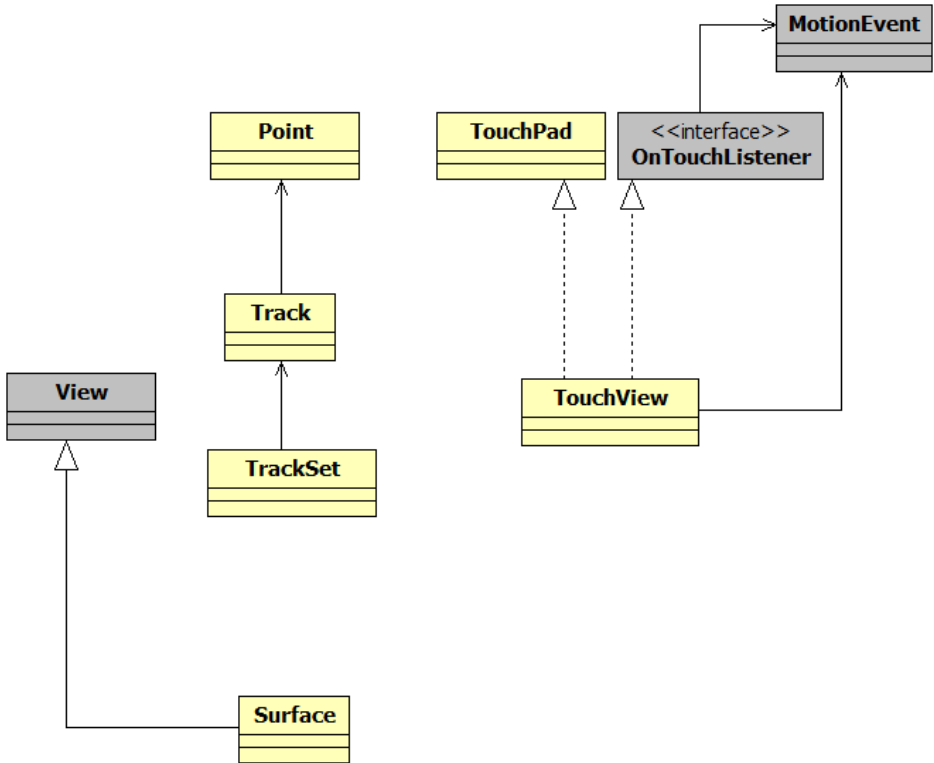 MotionEvent
Point
TouchPad
<<interface>>
OnTouchListener
Track
View
TouchView
TrackSet
Surface